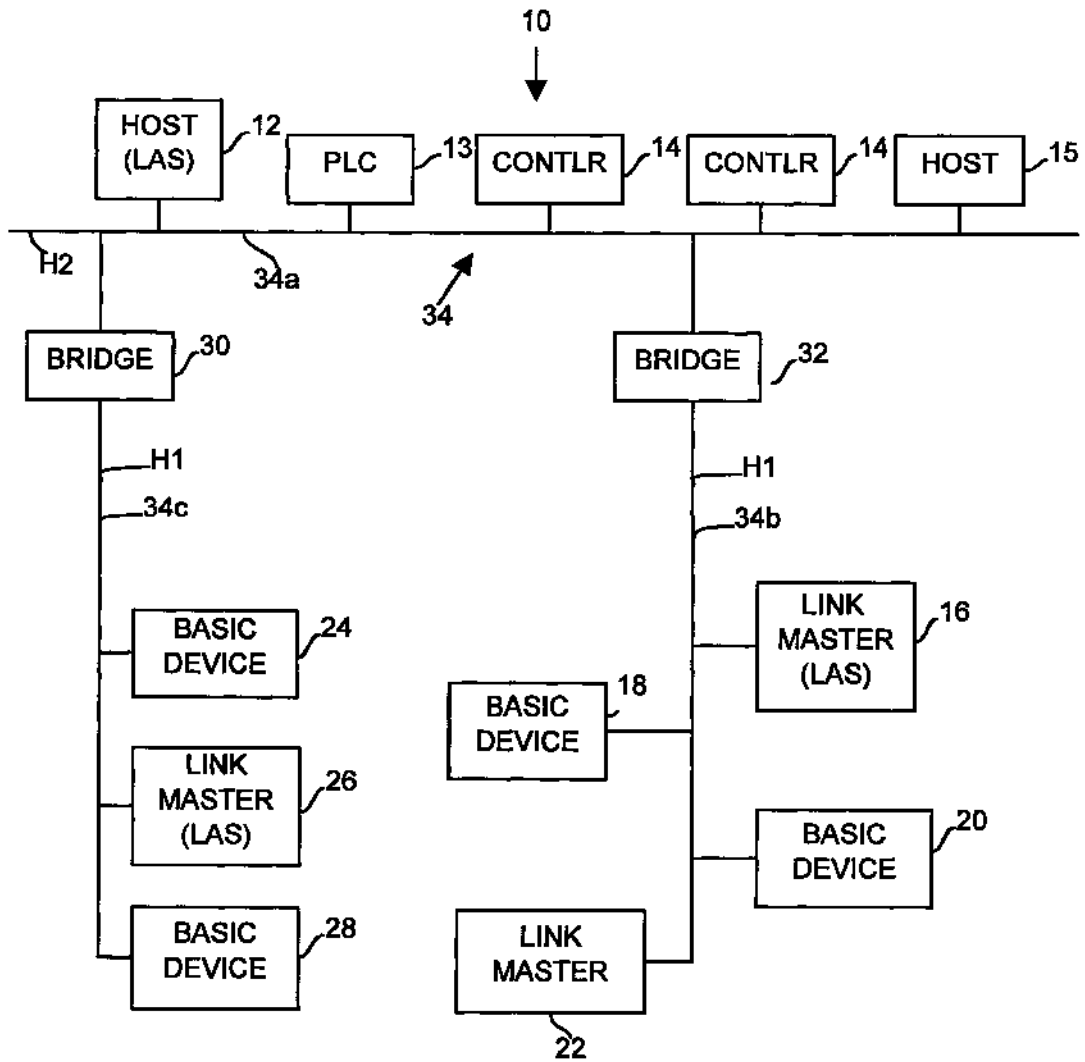 10
HOST
(LAS)
12
PLC
13
CONTLR
14
CONTLR
14
HOST
15
H2
34a
34
BRIDGE
30
BRIDGE
32
H1
34c
H1
34b
BASIC
DEVICE
24
LINK
MASTER
(LAS)
16
BASIC
DEVICE
18
LINK
MASTER
(LAS)
26
BASIC
DEVICE
20
BASIC
DEVICE
28
LINK
MASTER
22